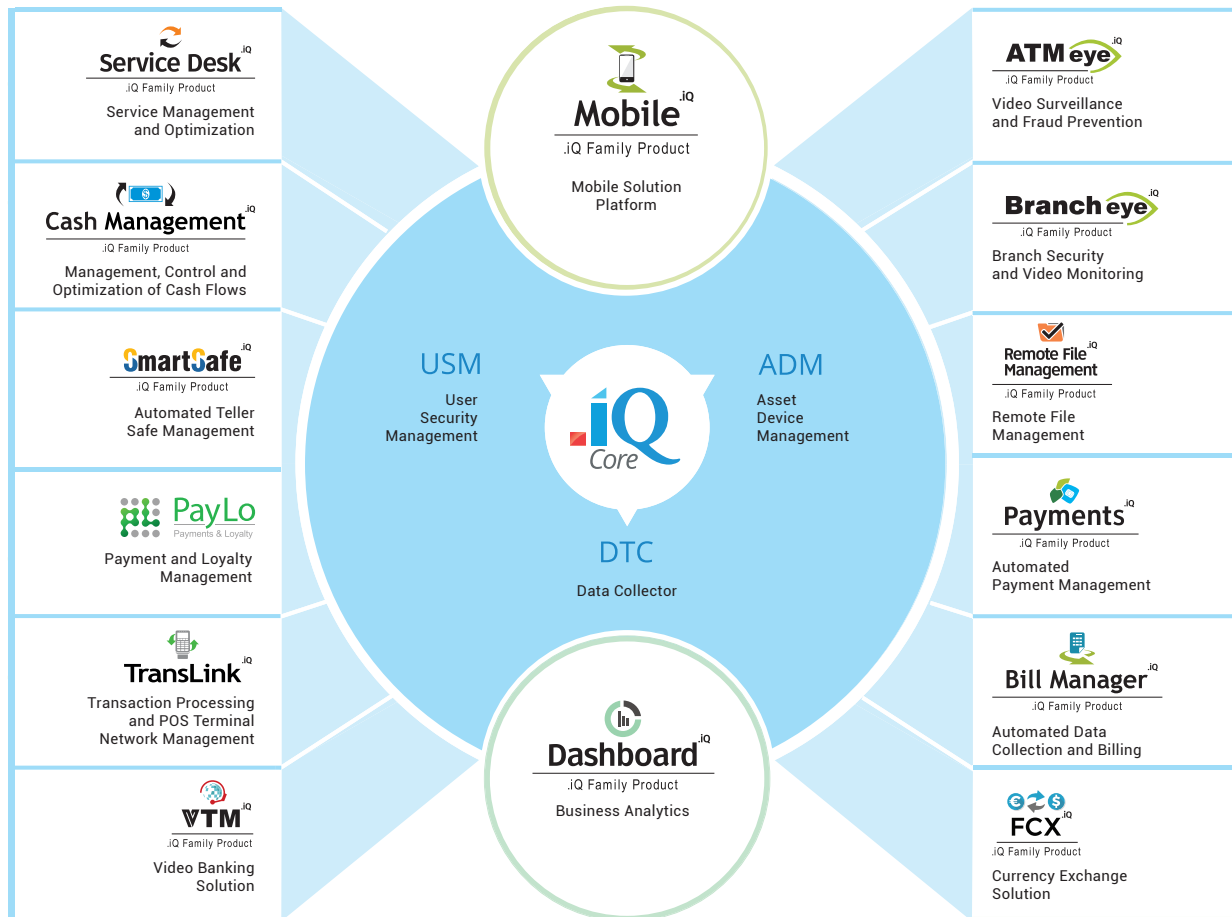 Service Desk .iQ
.iQ Family Product
Service Management
and Optimization
$
Cash Management .iQ
.iQ Family Product
Management, Control and
Optimization of Cash Flows
SmartSafe .iQ
.iQ Family Product
Automated Teller
Safe Management
PayLo
Payments & Loyalty
Payment and Loyalty
Management
TransLink .iQ
Transaction Processing
and POS Terminal
Network Management
VTM .iQ
.iQ Family Product
Video Banking
Solution
Mobile .iQ
.iQ Family Product
Mobile Solution
Platform
USM
User
Security
Management
.iQ
Core
ADM
Asset
Device
Management
DTC
Data Collector
Dashboard .iQ
.iQ Family Product
Business Analytics
ATM eye .iQ
.iQ Family Product
Video Surveillance
and Fraud Prevention
Branch eye .iQ
.iQ Family Product
Branch Security
and Video Monitoring
Remote File .iQ
Management
.iQ Family Product
Remote File
Management
Payments .iQ
.iQ Family Product
Automated
Payment Management
Bill Manager .iQ
.iQ Family Product
Automated Data
Collection and Billing
€ $
FCX .iQ
.iQ Family Product
Currency Exchange
Solution